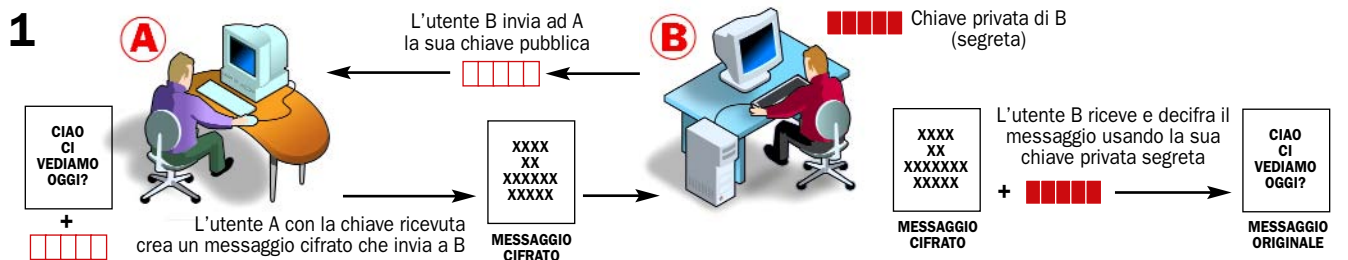 1
A
L'utente B invia ad A
la sua chiave pubblica
B
Chiave privata di B
(segreta)
CIAO
CI
VEDIAMO
OGGI?
+
L'utente A con la chiave ricevuta
crea un messaggio cifrato che invia a B
XXXX
XX
XXXXXX
XXXXX
MESSAGGIO
CIFRATO
XXXX
XX
XXXXXXX
XXXXX
MESSAGGIO
CIFRATO
L'utente B riceve e decifra il
messaggio usando la sua
chiave privata segreta
+
CIAO
CI
VEDIAMO
OGGI?
MESSAGGIO
ORIGINALE